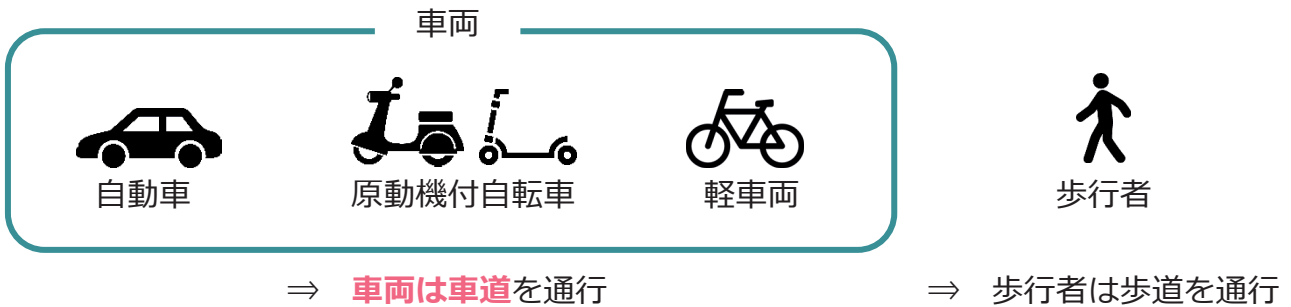 車両
自動車
原動機付自転車
軽車両
歩行者
⇒ 車両は車道を通行
⇒ 歩行者は歩道を通行